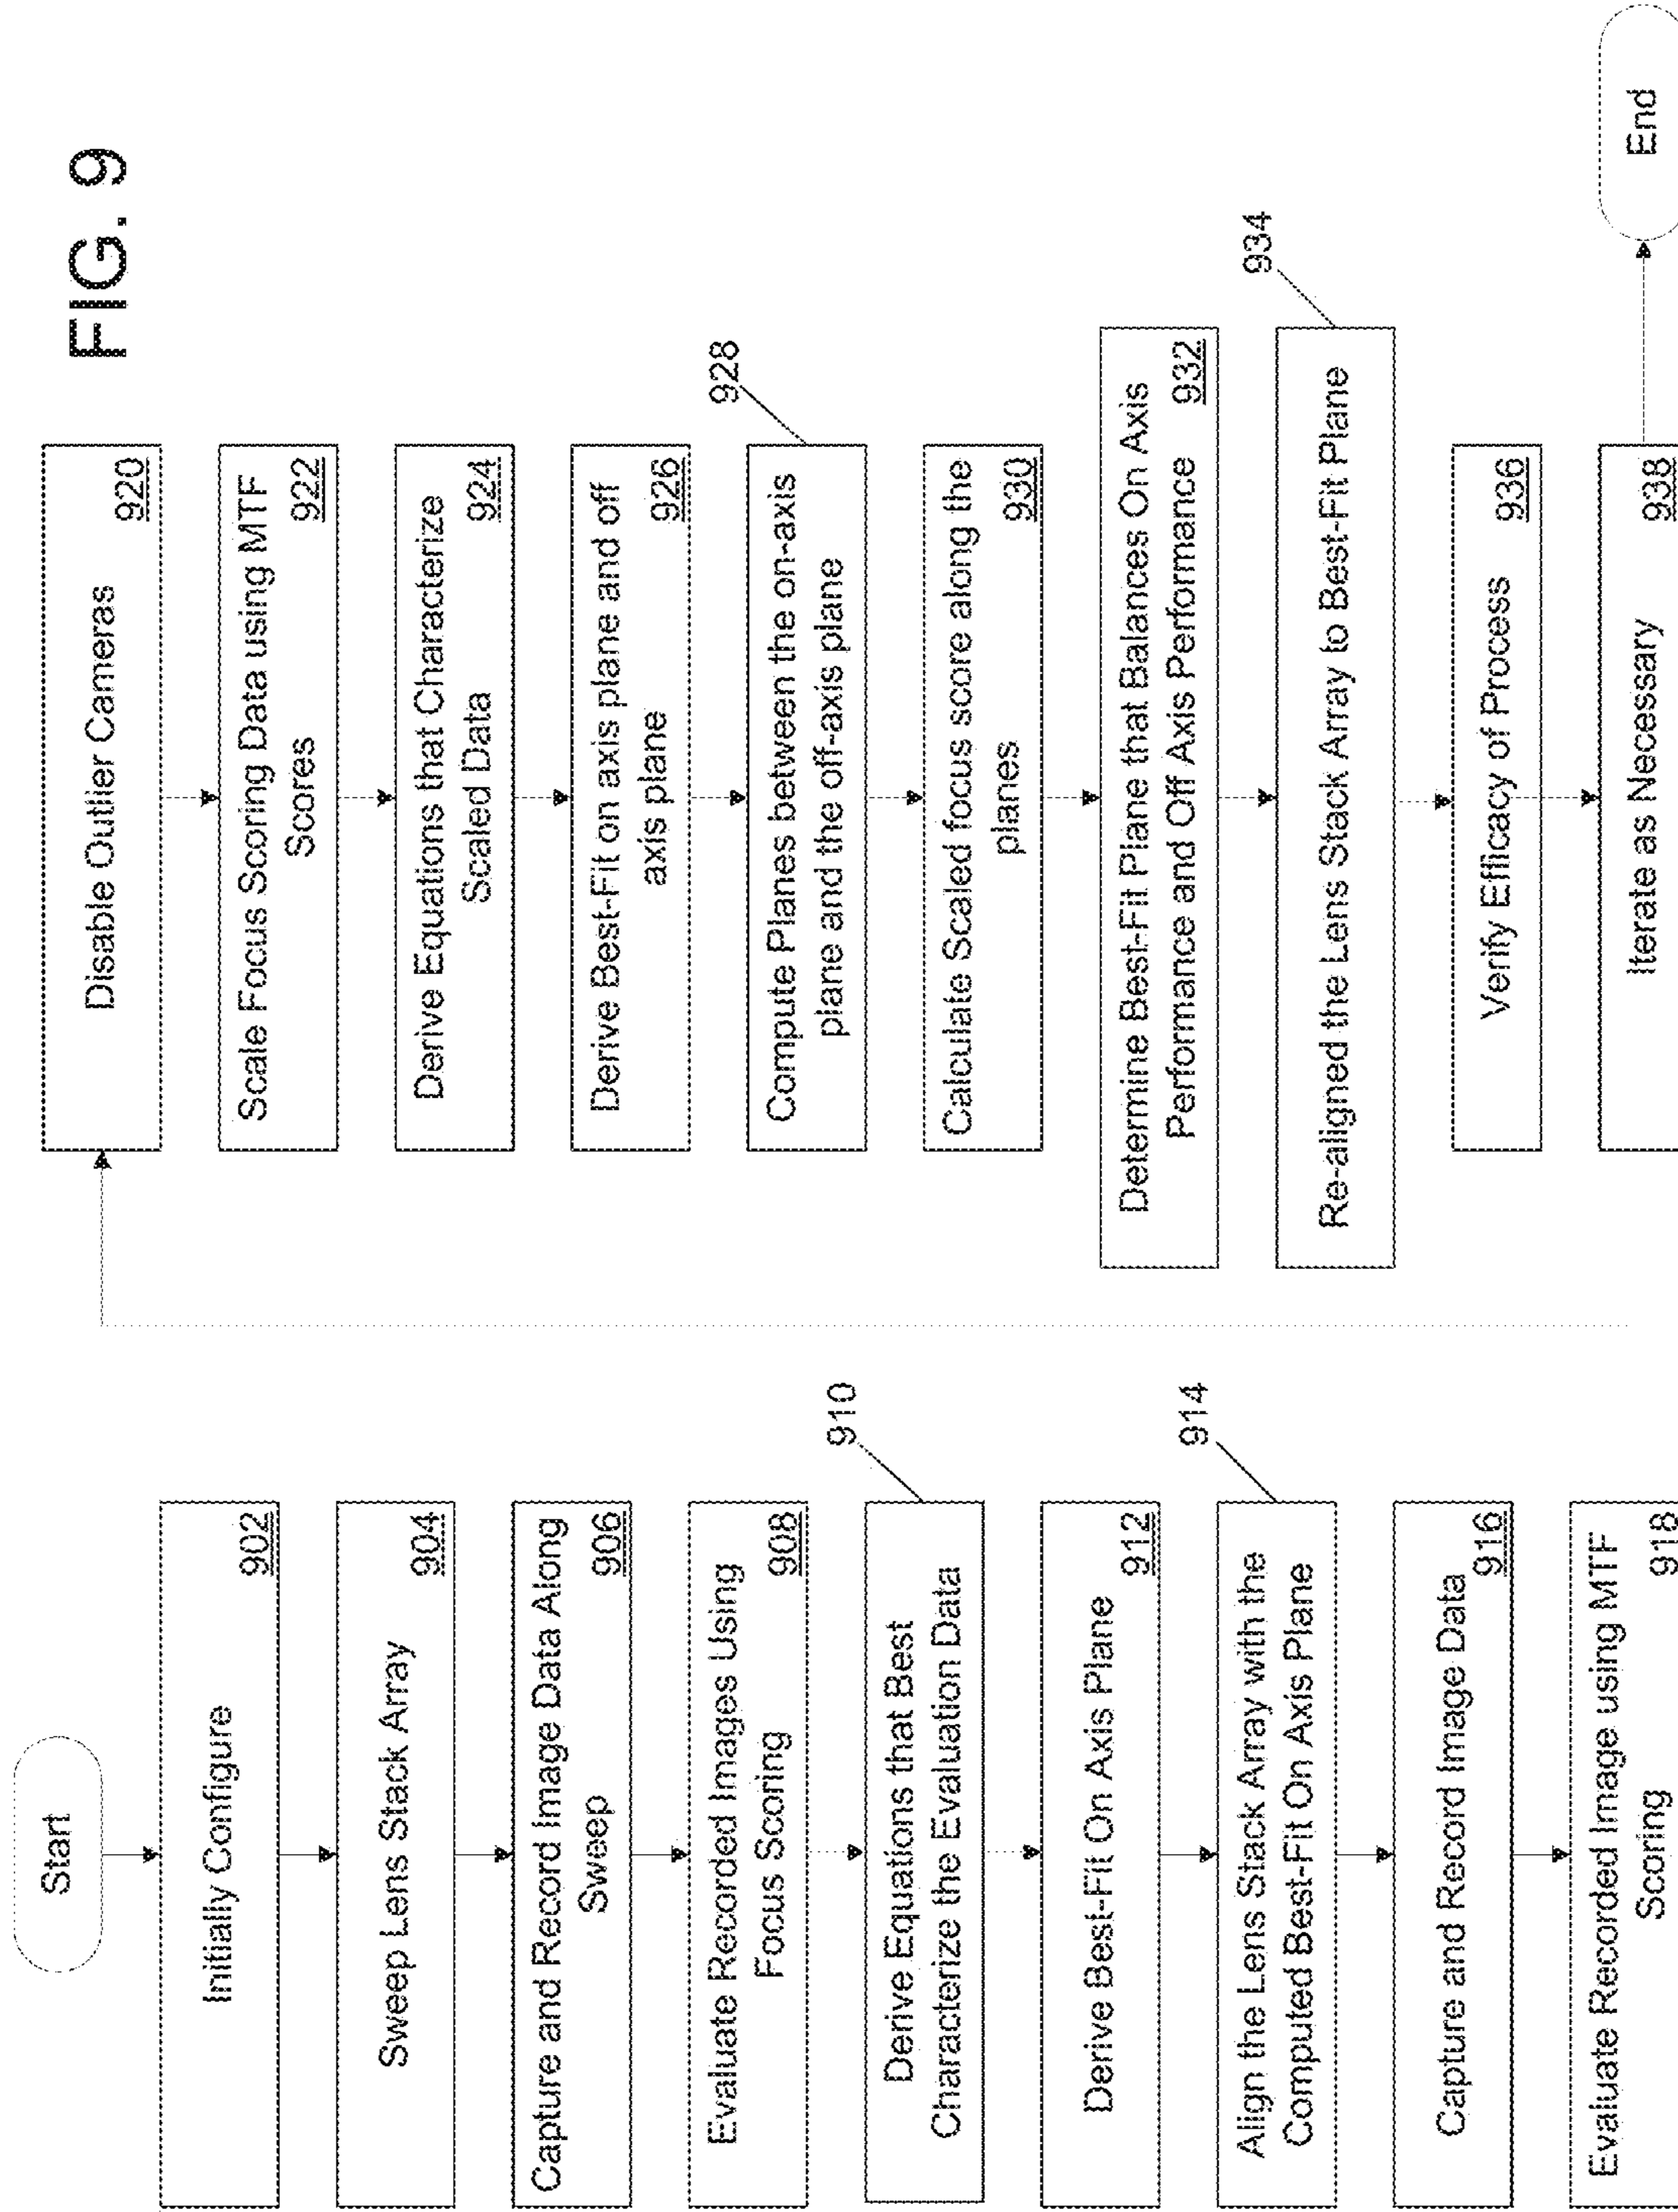 FIG. 9
Start
Initially Configure
902
Sweep Lens Stack Array
904
Capture and Record Image Data Along
Sweep
906
Evaluate Recorded Images Using
Focus Scoring
908
910
Derive Equations that Best
Characterize the Evaluation Data
Derive Best-Fit On Axis Plane
912
914
Align the Lens Stack Array with the
Computed Best-Fit On Axis Plane
Capture and Record Image Data
916
Evaluate Recorded Image using MTF
Scoring
918
Disable Outlier Cameras
920
Scale Focus Scoring Data using MTF
Scores
922
Derive Equations that Characterize
Scaled Data
924
Derive Best-Fit on axis plane and off
axis plane
926
928
Compute Planes between the on-axis
plane and the off-axis plane
Calculate Scaled focus score along the
planes
930
Determine Best-Fit Plane that Balances On Axis
Performance and Off Axis Performance
932
934
Re-aligned the Lens Stack Array to Best-Fit Plane
Verify Efficacy of Process
936
Iterate as Necessary
938
End